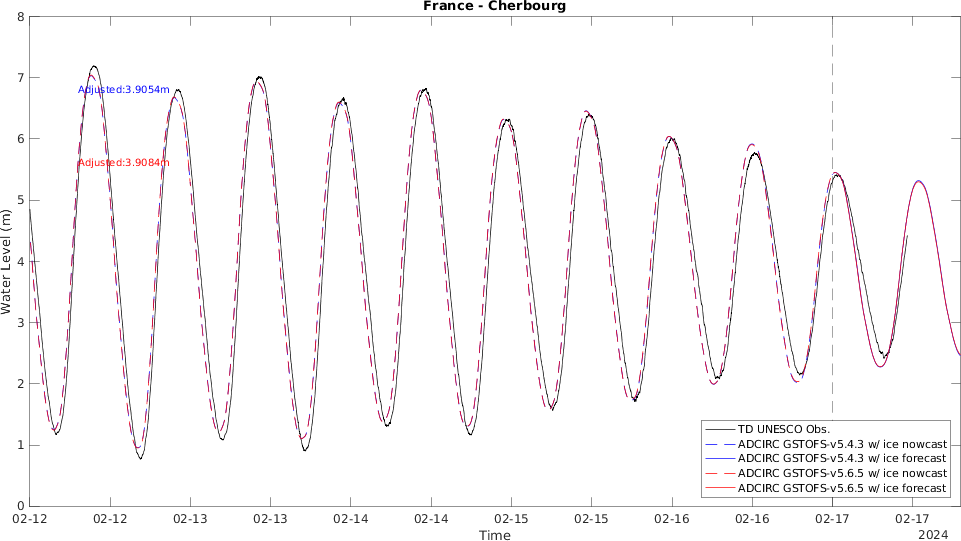 France - Cherbourg
8
7
6
5
4
3
2
1
0
Water Level (m)
Adjusted:3.9054m
Adjusted:3.9084m
TD UNESCO Obs.
ADCIRC GSTOFS-v5.4.3 w/ ice nowcast
ADCIRC GSTOFS-v5.4.3 w/ ice forecast
ADCIRC GSTOFS-v5.6.5 w/ ice nowcast
ADCIRC GSTOFS-v5.6.5 w/ ice forecast
02-12 02-12 02-13 02-13 02-14 02-14 02-15 02-15 02-16 02-16 02-17 02-17
Time
2024